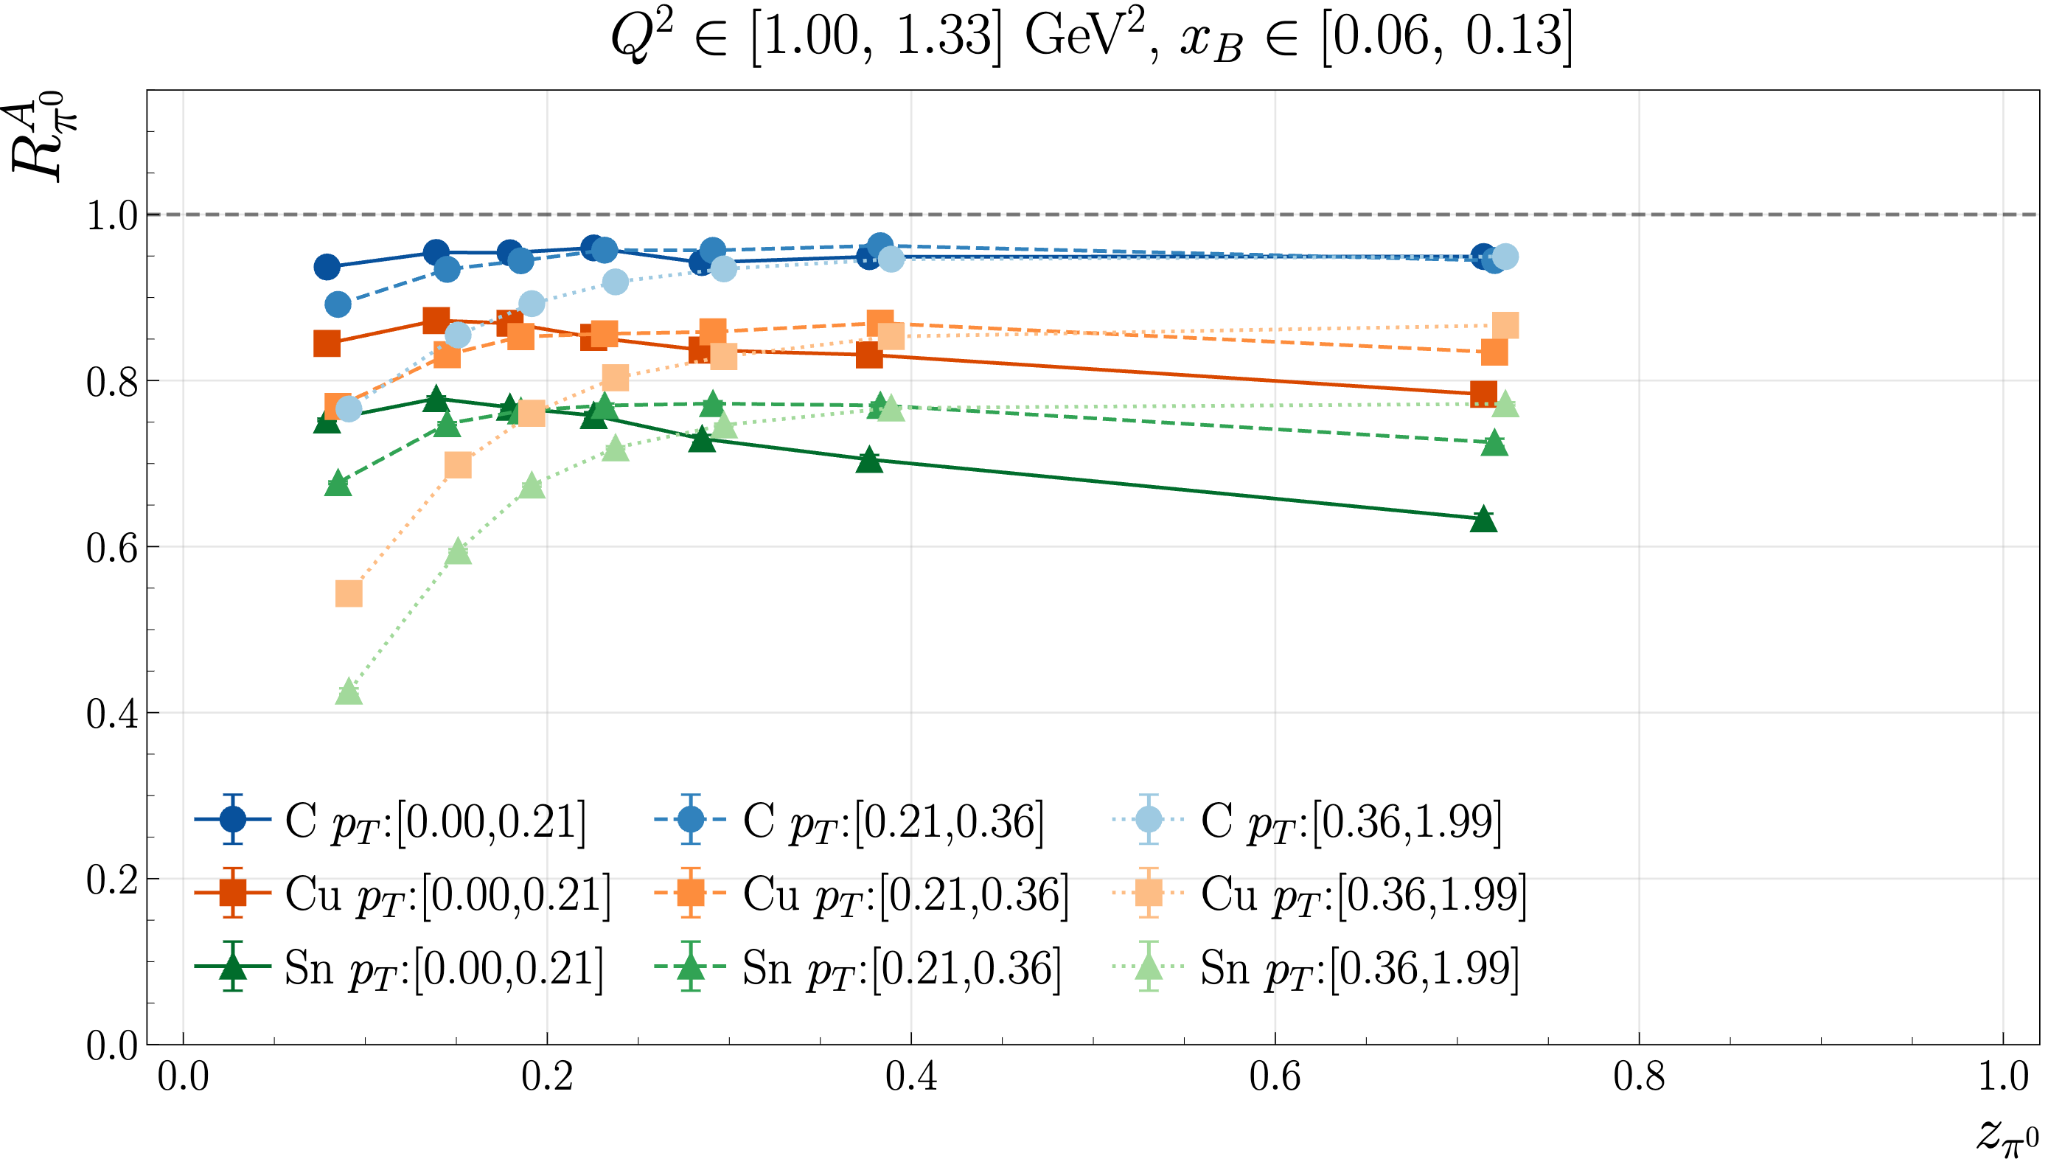 Q² ∈ [1.00, 1.33] GeV², x_B ∈ [0.06, 0.13]
R^A_{π⁰}
1.0
0.8
0.6
0.4
0.2
0.0
C p_T:[0.00,0.21] C p_T:[0.21,0.36] C p_T:[0.36,1.99]
Cu p_T:[0.00,0.21] Cu p_T:[0.21,0.36] Cu p_T:[0.36,1.99]
Sn p_T:[0.00,0.21] Sn p_T:[0.21,0.36] Sn p_T:[0.36,1.99]
0.0 0.2 0.4 0.6 0.8 1.0
z_{π⁰}